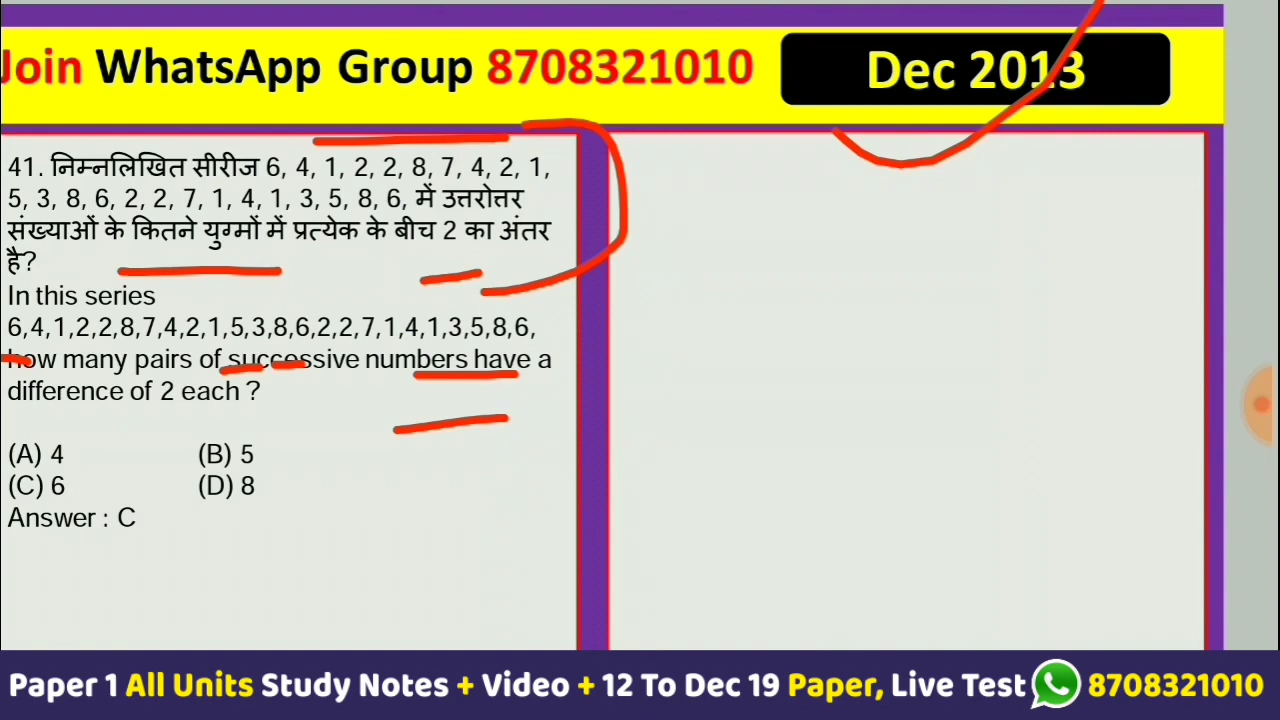 Join WhatsApp Group 8708321010
Dec 2013
41. निम्नलिखित सीरीज 6, 4, 1, 2, 2, 8, 7, 4, 2, 1,
5, 3, 8, 6, 2, 2, 7, 1, 4, 1, 3, 5, 8, 6, में उत्तरोत्तर
संख्याओं के कितने युग्मों में प्रत्येक के बीच 2 का अंतर
है?
In this series
6,4,1,2,2,8,7,4,2,1,5,3,8,6,2,2,7,1,4,1,3,5,8,6,
how many pairs of successive numbers have a
difference of 2 each ?
(A) 4 (B) 5
(C) 6 (D) 8
Answer : C
Paper 1 All Units Study Notes + Video + 12 To Dec 19 Paper, Live Test 8708321010